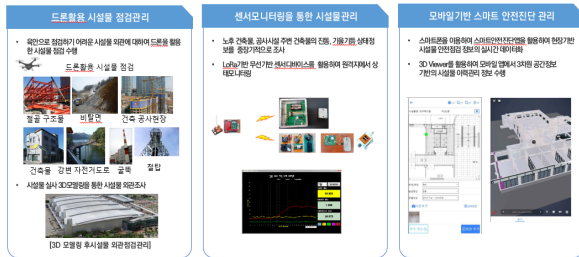 드론활용 시설물 점검관리
• 육안으로 점검하기 어려운 시설물 외관에 대하여 드론을 활용
한 시설물 점검 수행
드론활용 시설물 점검
철골 구조물
비탈면
건축 공사현장
건축물
강변 자전거도로
굴뚝
철탑
• 시설물 실사 3D모델링을 통한 시설물 외관조사
[3D 모델링 후시설물 외관점검관리]
센서모니터링을 통한 시설물관리
• 노후 건축물, 공사시설 주변 건축물의 진동, 기울기등 상태정
보를 중장기적으로 조사
• LoRa기반 무선기반 센서디바이스를 활용하여 원격지에서 상
태모니터링
모바일기반 스마트 안전진단 관리
• 스마트폰을 이용하여 스마트안전진단앱을 활용하여 현장기반
시설물 안전점검 정보의 실시간 데이터화
• 3D Viewer를 활용하여 모바일 앱에서 3차원 공간정보
기반의 시설물 이력관리 정보 수행